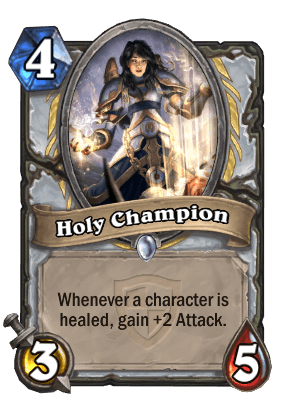 4
Holy Champion
Whenever a character is
healed, gain +2 Attack.
3
5